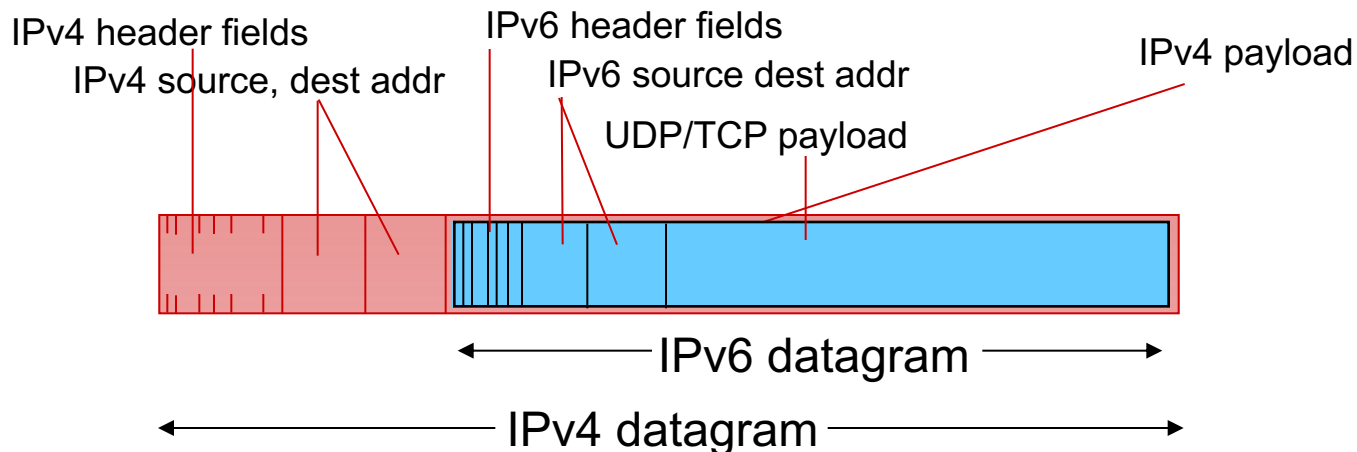 IPv4 header fields
IPv6 header fields
IPv4 payload
IPv4 source, dest addr
IPv6 source dest addr
UDP/TCP payload
IPv6 datagram
IPv4 datagram